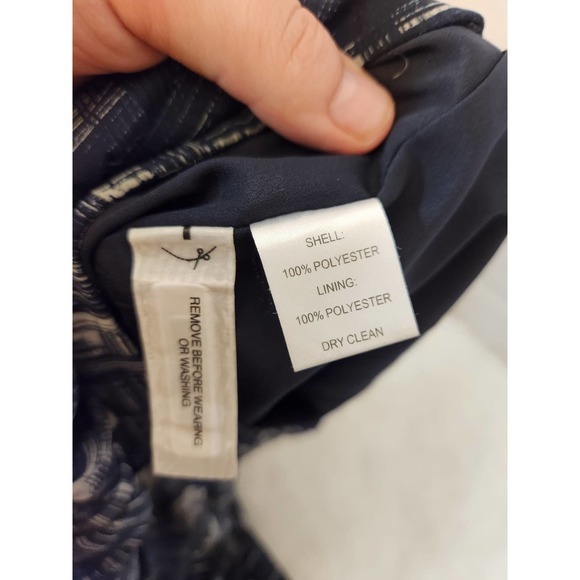 SHELL:
100% POLYESTER
LINING:
100% POLYESTER
DRY CLEAN
REMOVE BEFORE WEARING
OR WASHING